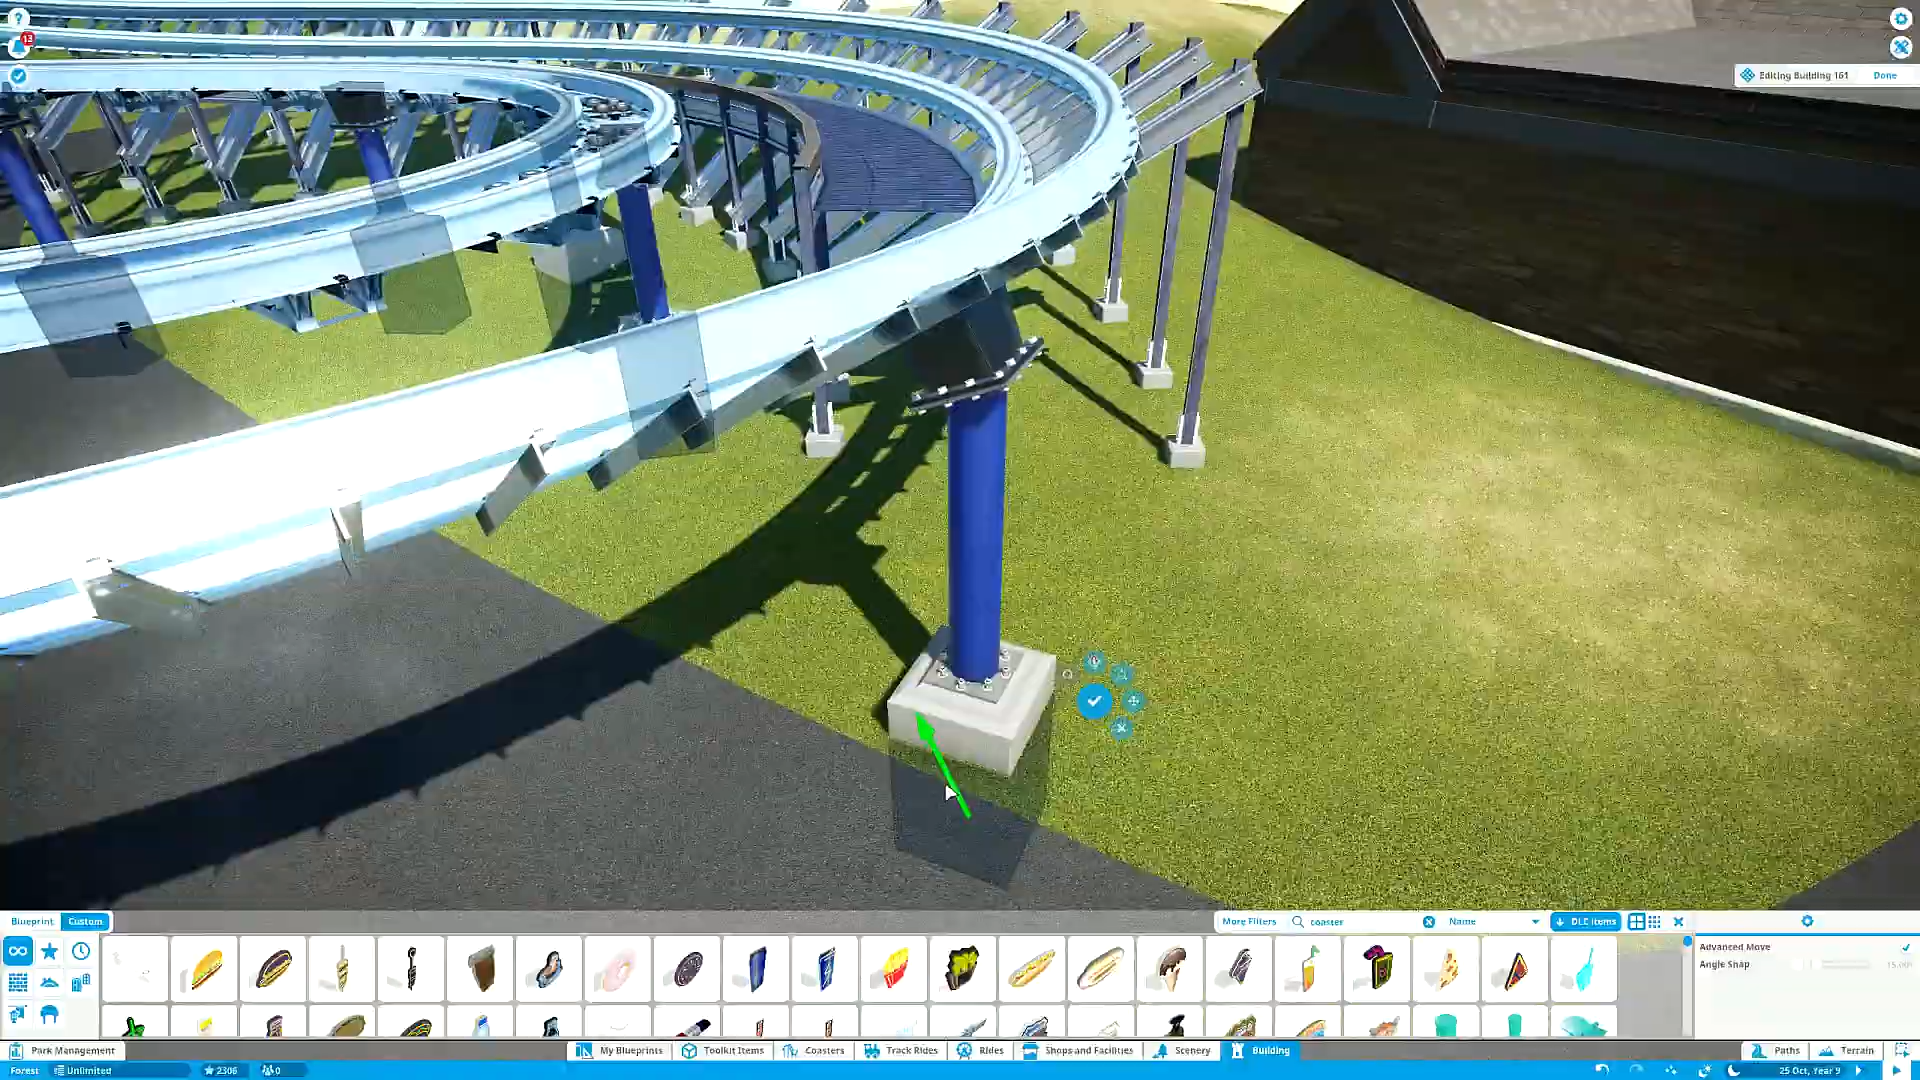 ?
13
Editing Building 161 Done
Blueprint Custom
More Filters coaster Name DLC Items
Advanced Move
Angle Snap
Park Management My Blueprints Toolkit Items Coasters Track Rides Rides Shops and Facilities Scenery Building Paths Terrain
Forest Unlimited 2306 0 25 Oct, Year 9